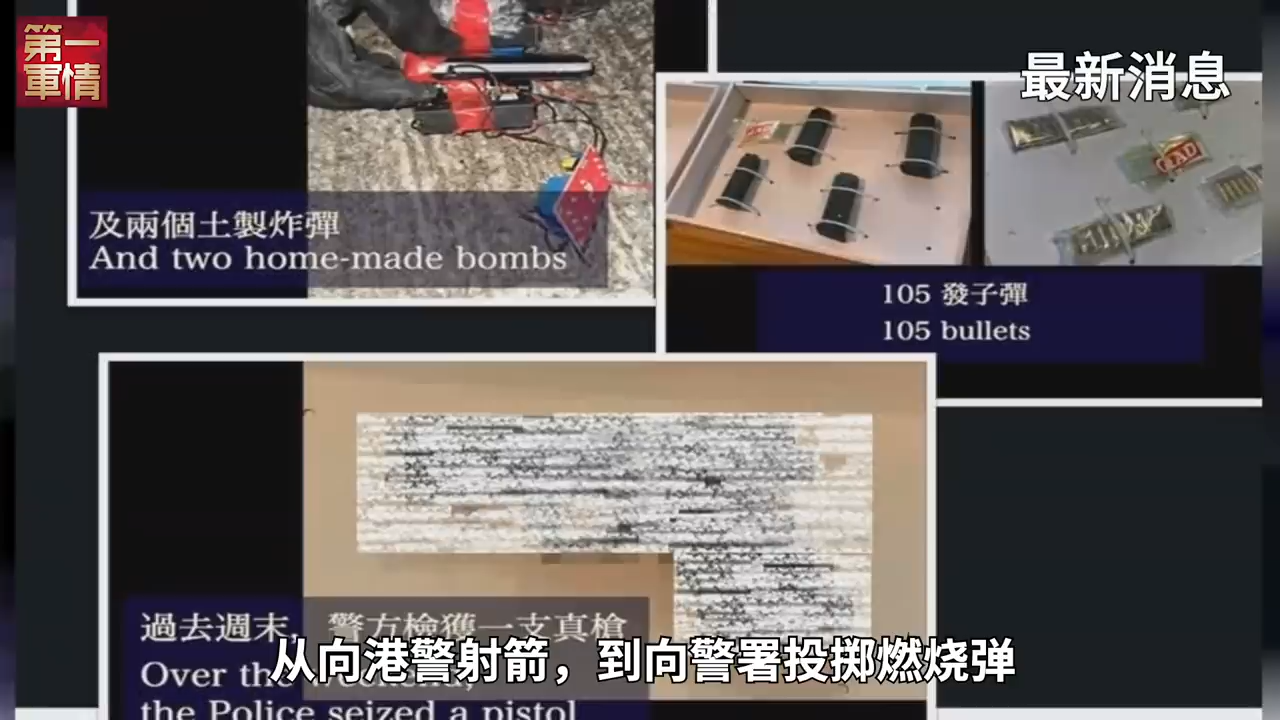 第一
軍情
最新消息
及兩個土製炸彈
And two home-made bombs
105 發子彈
105 bullets
過去週末， 警方檢獲一支真槍
Over the weekend,
the Police seized a pistol
从向港警射箭，到向警署投掷燃烧弹